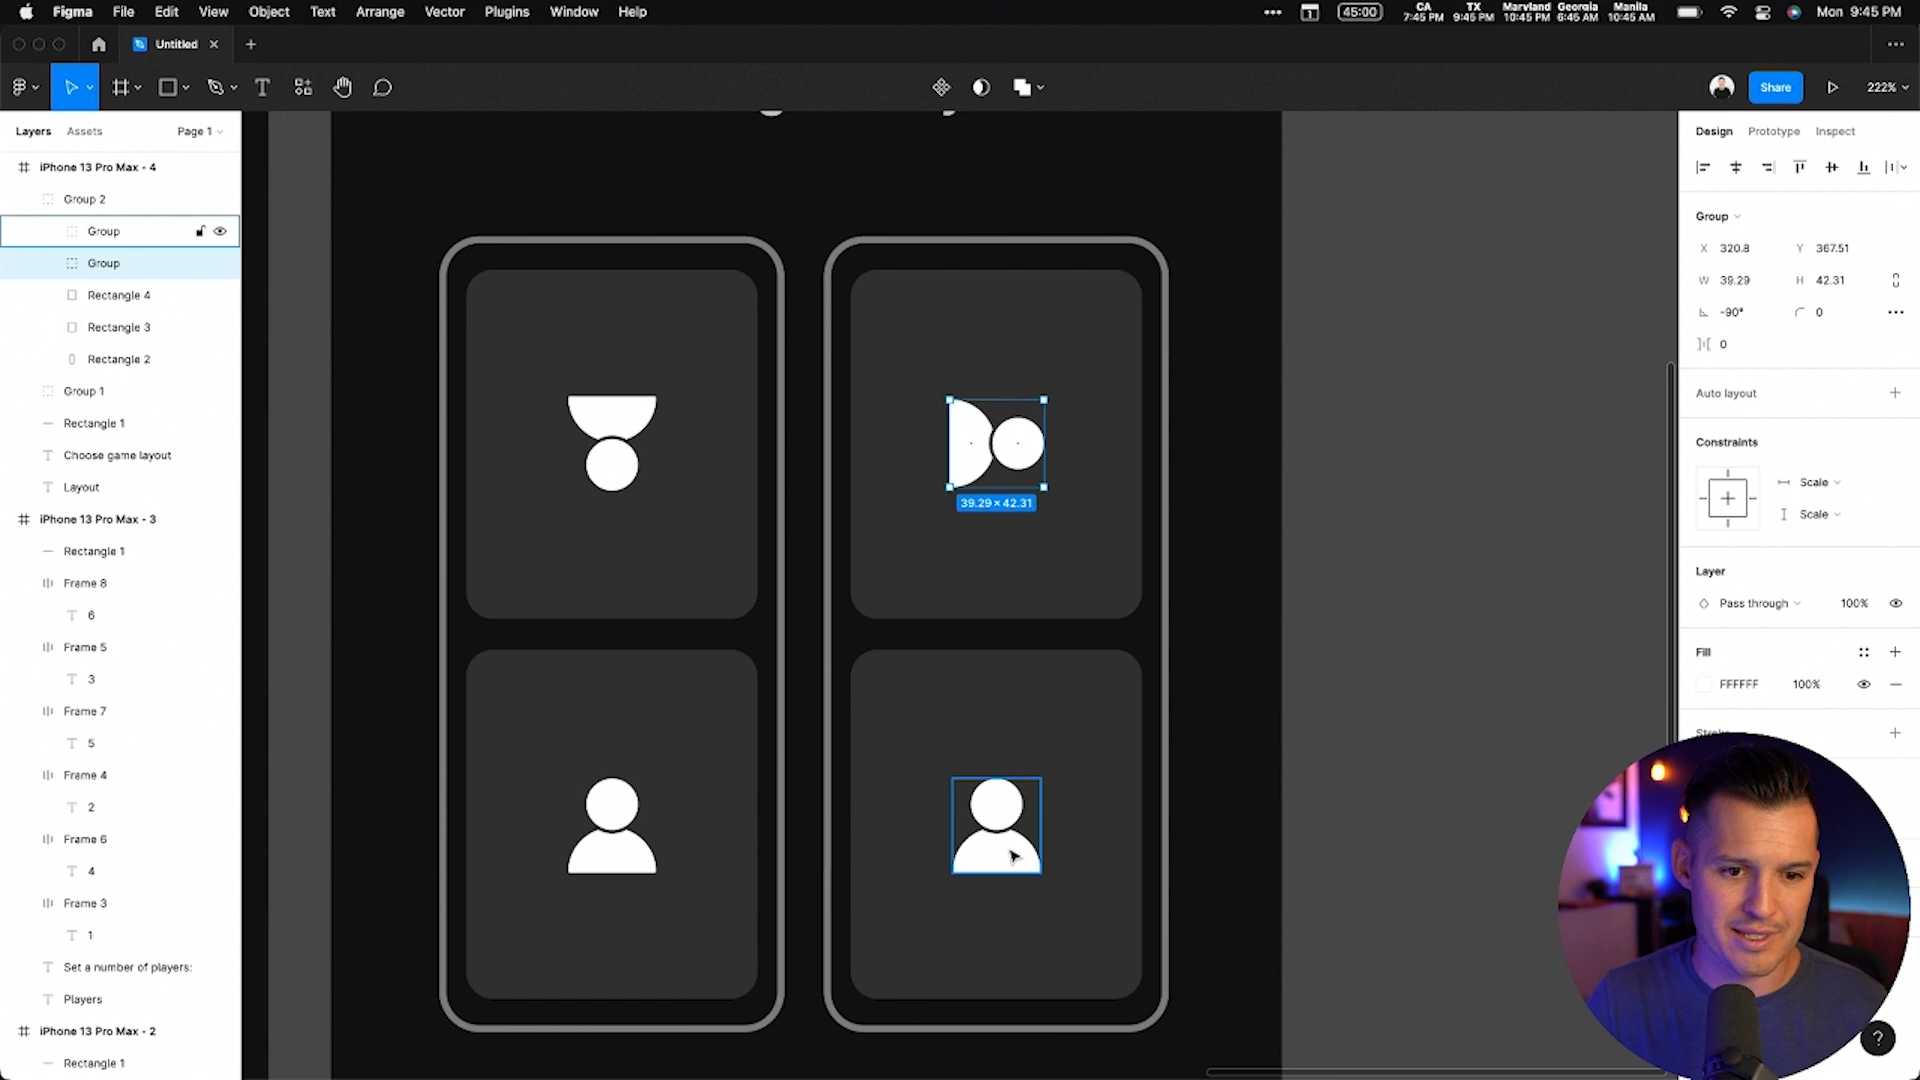 Figma File Edit View Object Text Arrange Vector Plugins Window Help
1 45:00 CA 7:45 PM TX 9:45 PM Maryland 10:45 PM Georgia 6:45 AM Manila 10:45 AM Mon 9:45 PM
Untitled
Share 222%
Layers Assets Page 1
iPhone 13 Pro Max - 4
Group 2
Group
Group
Rectangle 4
Rectangle 3
Rectangle 2
Group 1
Rectangle 1
Choose game layout
Layout
iPhone 13 Pro Max - 3
Rectangle 1
Frame 8
6
Frame 5
3
Frame 7
5
Frame 4
2
Frame 6
4
Frame 3
1
Set a number of players:
Players
iPhone 13 Pro Max - 2
Rectangle 1
39.29 × 42.31
Design Prototype Inspect
Group
X 320.8 Y 367.51
W 39.29 H 42.31
-90° 0
0
Auto layout
Constraints
Scale
Scale
Layer
Pass through 100%
Fill
FFFFFF 100%
Stroke
?